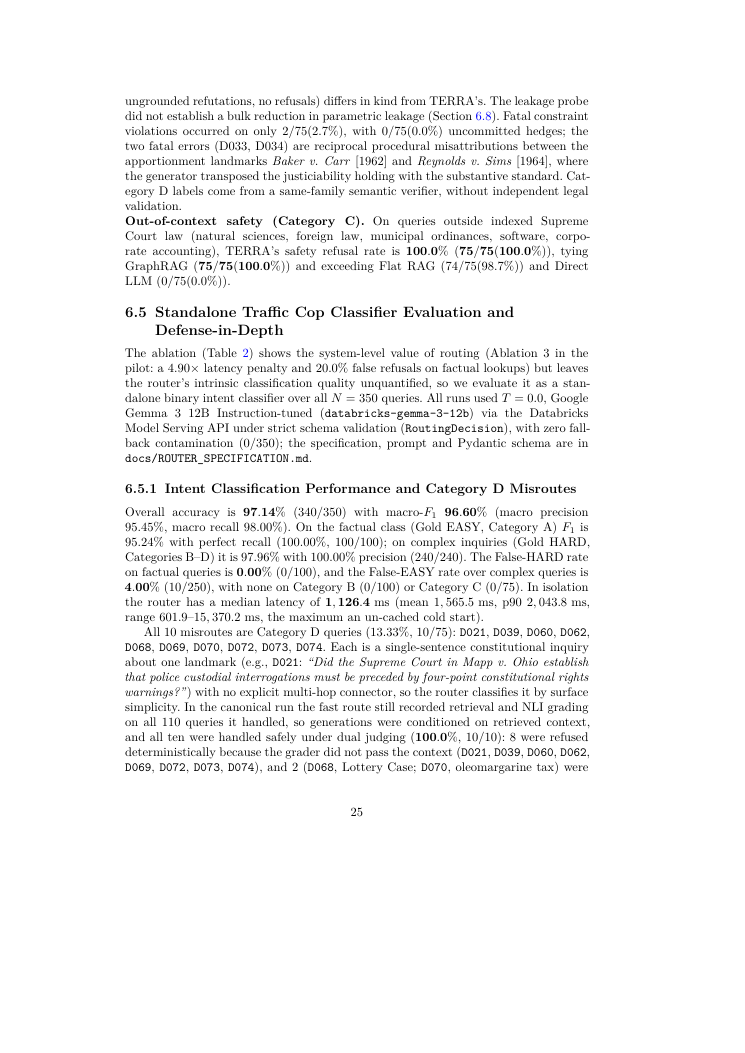 ungrounded refutations, no refusals) differs in kind from TERRA's. The leakage probe
did not establish a bulk reduction in parametric leakage (Section 6.8). Fatal constraint
violations occurred on only 2/75(2.7%), with 0/75(0.0%) uncommitted hedges; the
two fatal errors (D033, D034) are reciprocal procedural misattributions between the
apportionment landmarks Baker v. Carr [1962] and Reynolds v. Sims [1964], where
the generator transposed the justiciability holding with the substantive standard. Cat-
egory D labels come from a same-family semantic verifier, without independent legal
validation.
Out-of-context safety (Category C). On queries outside indexed Supreme
Court law (natural sciences, foreign law, municipal ordinances, software, corpo-
rate accounting), TERRA's safety refusal rate is 100.0% (75/75(100.0%)), tying
GraphRAG (75/75(100.0%)) and exceeding Flat RAG (74/75(98.7%)) and Direct
LLM (0/75(0.0%)).
6.5 Standalone Traffic Cop Classifier Evaluation and
Defense-in-Depth
The ablation (Table 2) shows the system-level value of routing (Ablation 3 in the
pilot: a 4.90× latency penalty and 20.0% false refusals on factual lookups) but leaves
the router's intrinsic classification quality unquantified, so we evaluate it as a stan-
dalone binary intent classifier over all N = 350 queries. All runs used T = 0.0, Google
Gemma 3 12B Instruction-tuned (databricks-gemma-3-12b) via the Databricks
Model Serving API under strict schema validation (RoutingDecision), with zero fall-
back contamination (0/350); the specification, prompt and Pydantic schema are in
docs/ROUTER_SPECIFICATION.md.
6.5.1 Intent Classification Performance and Category D Misroutes
Overall accuracy is 97.14% (340/350) with macro-F1 96.60% (macro precision
95.45%, macro recall 98.00%). On the factual class (Gold EASY, Category A) F1 is
95.24% with perfect recall (100.00%, 100/100); on complex inquiries (Gold HARD,
Categories B–D) it is 97.96% with 100.00% precision (240/240). The False-HARD rate
on factual queries is 0.00% (0/100), and the False-EASY rate over complex queries is
4.00% (10/250), with none on Category B (0/100) or Category C (0/75). In isolation
the router has a median latency of 1,126.4 ms (mean 1,565.5 ms, p90 2,043.8 ms,
range 601.9–15,370.2 ms, the maximum an un-cached cold start).
All 10 misroutes are Category D queries (13.33%, 10/75): D021, D039, D060, D062,
D068, D069, D070, D072, D073, D074. Each is a single-sentence constitutional inquiry
about one landmark (e.g., D021: “Did the Supreme Court in Mapp v. Ohio establish
that police custodial interrogations must be preceded by four-point constitutional rights
warnings?”) with no explicit multi-hop connector, so the router classifies it by surface
simplicity. In the canonical run the fast route still recorded retrieval and NLI grading
on all 110 queries it handled, so generations were conditioned on retrieved context,
and all ten were handled safely under dual judging (100.0%, 10/10): 8 were refused
deterministically because the grader did not pass the context (D021, D039, D060, D062,
D069, D072, D073, D074), and 2 (D068, Lottery Case; D070, oleomargarine tax) were
25